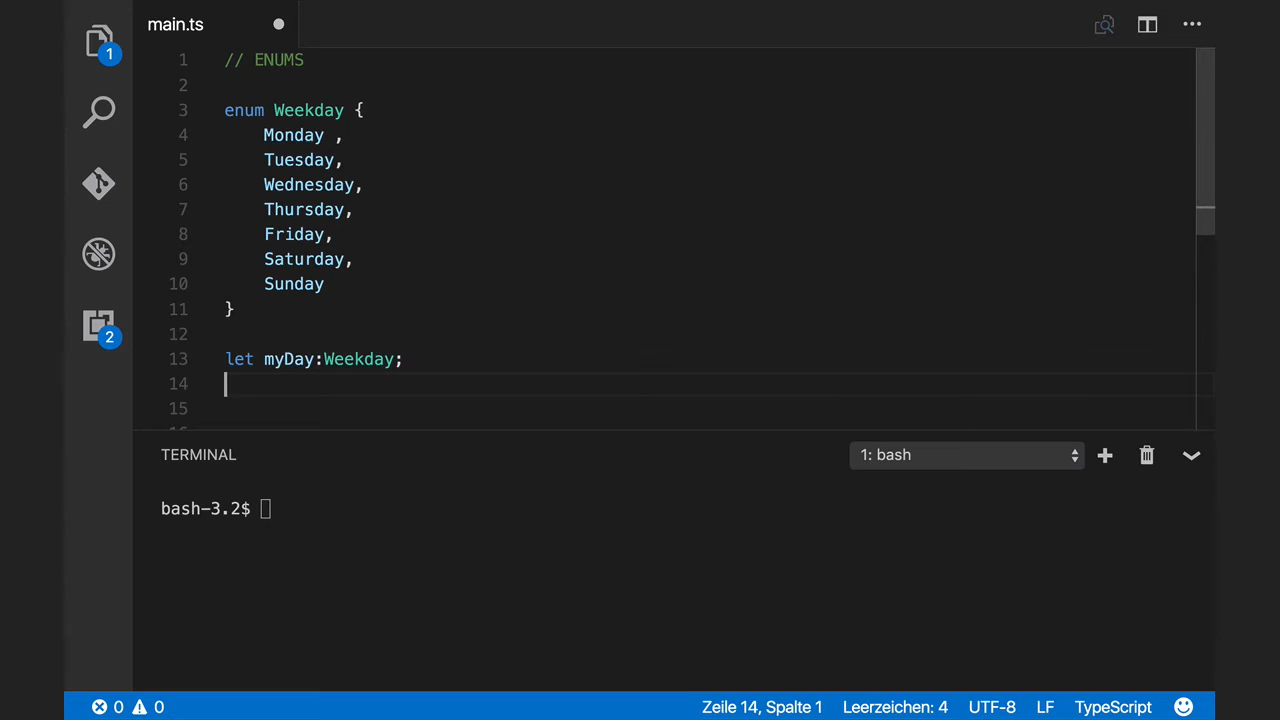 main.ts
1
1 // ENUMS
2
3 enum Weekday {
4 Monday ,
5 Tuesday,
6 Wednesday,
7 Thursday,
8 Friday,
9 Saturday,
10 Sunday
11 }
12
2
13 let myDay:Weekday;
14
15
TERMINAL 1: bash
bash-3.2$
0 0 Zeile 14, Spalte 1 Leerzeichen: 4 UTF-8 LF TypeScript